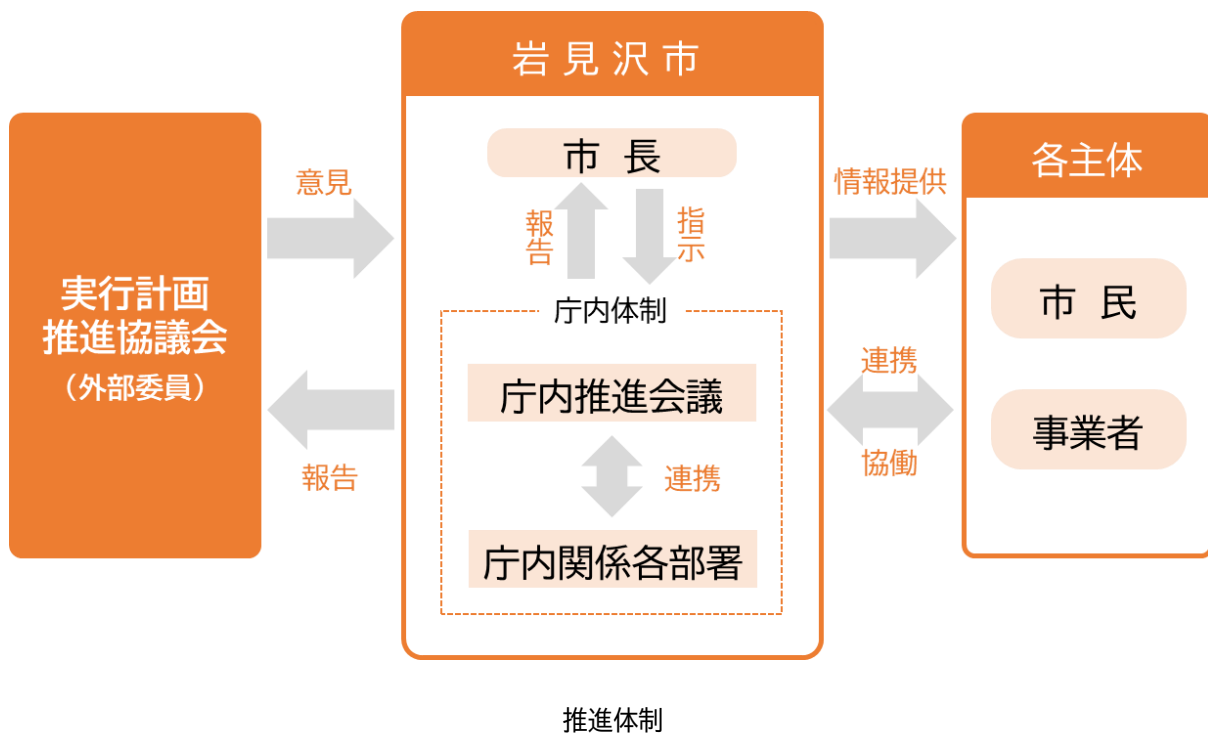 岩見沢市
実行計画
推進協議会
（外部委員）
意見
報告
市長
報告
指示
庁内体制
庁内推進会議
連携
庁内関係各部署
情報提供
連携
協働
各主体
市民
事業者
推進体制